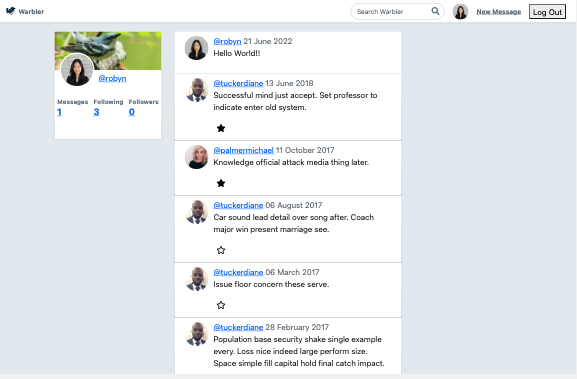 Warbler
Search Warbler
New Message
Log Out
@robyn
Messages Following Followers
1 3 0
@robyn 21 June 2022
Hello World!!
@tuckerdiane 13 June 2018
Successful mind just accept. Set professor to
indicate enter old system.
@palmermichael 11 October 2017
Knowledge official attack media thing later.
@tuckerdiane 06 August 2017
Car sound lead detail over song after. Coach
major win present marriage see.
@tuckerdiane 06 March 2017
Issue floor concern these serve.
@tuckerdiane 28 February 2017
Population base security shake single example
every. Loss nice indeed large perform size.
Space simple fill capital hold final catch impact.